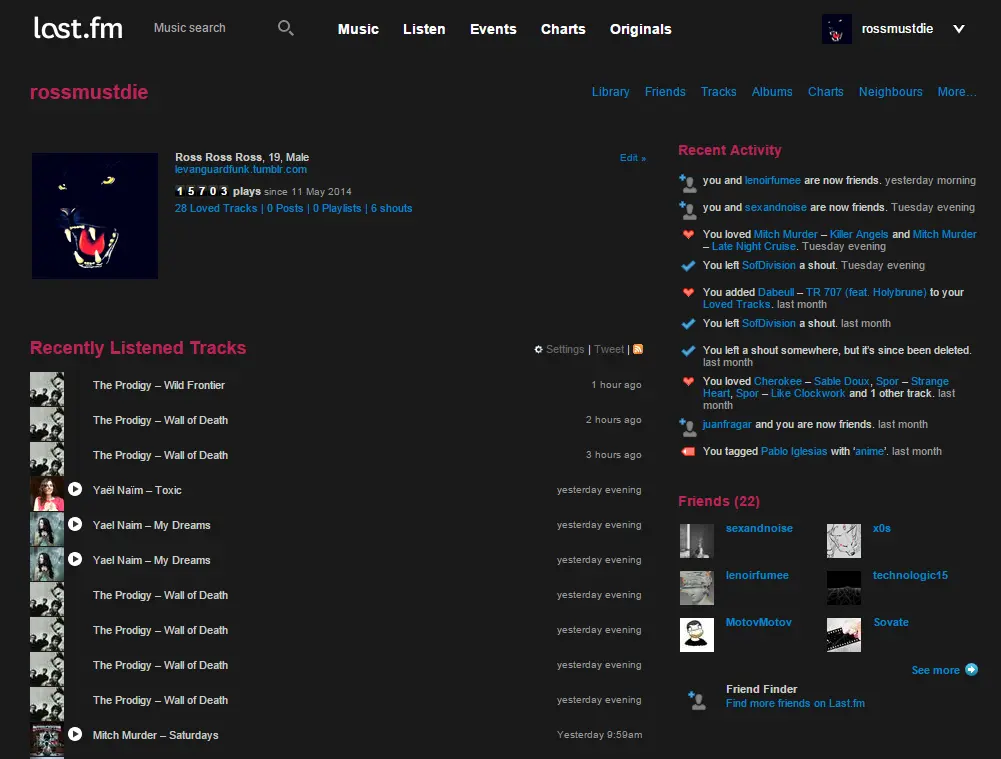 last.fm
Music search
Music Listen Events Charts Originals
rossmustdie
rossmustdie
Library Friends Tracks Albums Charts Neighbours More...
Ross Ross Ross, 19, Male
levanguardfunk.tumblr.com
Edit »
15703 plays since 11 May 2014
28 Loved Tracks | 0 Posts | 0 Playlists | 6 shouts
Recently Listened Tracks
Settings | Tweet |
The Prodigy – Wild Frontier 1 hour ago
The Prodigy – Wall of Death 2 hours ago
The Prodigy – Wall of Death 3 hours ago
Yaël Naïm – Toxic yesterday evening
Yael Naim – My Dreams yesterday evening
Yael Naim – My Dreams yesterday evening
The Prodigy – Wall of Death yesterday evening
The Prodigy – Wall of Death yesterday evening
The Prodigy – Wall of Death yesterday evening
The Prodigy – Wall of Death yesterday evening
Mitch Murder – Saturdays Yesterday 9:59am
Recent Activity
you and lenoirfumee are now friends. yesterday morning
you and sexandnoise are now friends. Tuesday evening
You loved Mitch Murder – Killer Angels and Mitch Murder
– Late Night Cruise. Tuesday evening
You left SofDivision a shout. Tuesday evening
You added Dabeull – TR 707 (feat. Holybrune) to your
Loved Tracks. last month
You left SofDivision a shout. last month
You left a shout somewhere, but it's since been deleted.
last month
You loved Cherokee – Sable Doux, Spor – Strange
Heart, Spor – Like Clockwork and 1 other track. last
month
juanfragar and you are now friends. last month
You tagged Pablo Iglesias with 'anime'. last month
Friends (22)
sexandnoise x0s
lenoirfumee technologic15
MotovMotov Sovate
See more
Friend Finder
Find more friends on Last.fm